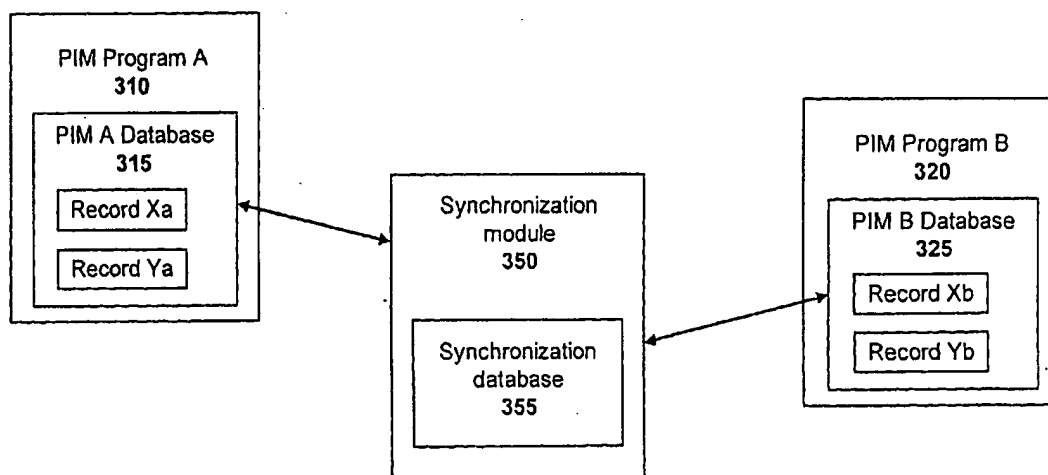 PIM Program A
310
PIM A Database
315
Record Xa
Record Ya
Synchronization
module
350
Synchronization
database
355
PIM Program B
320
PIM B Database
325
Record Xb
Record Yb